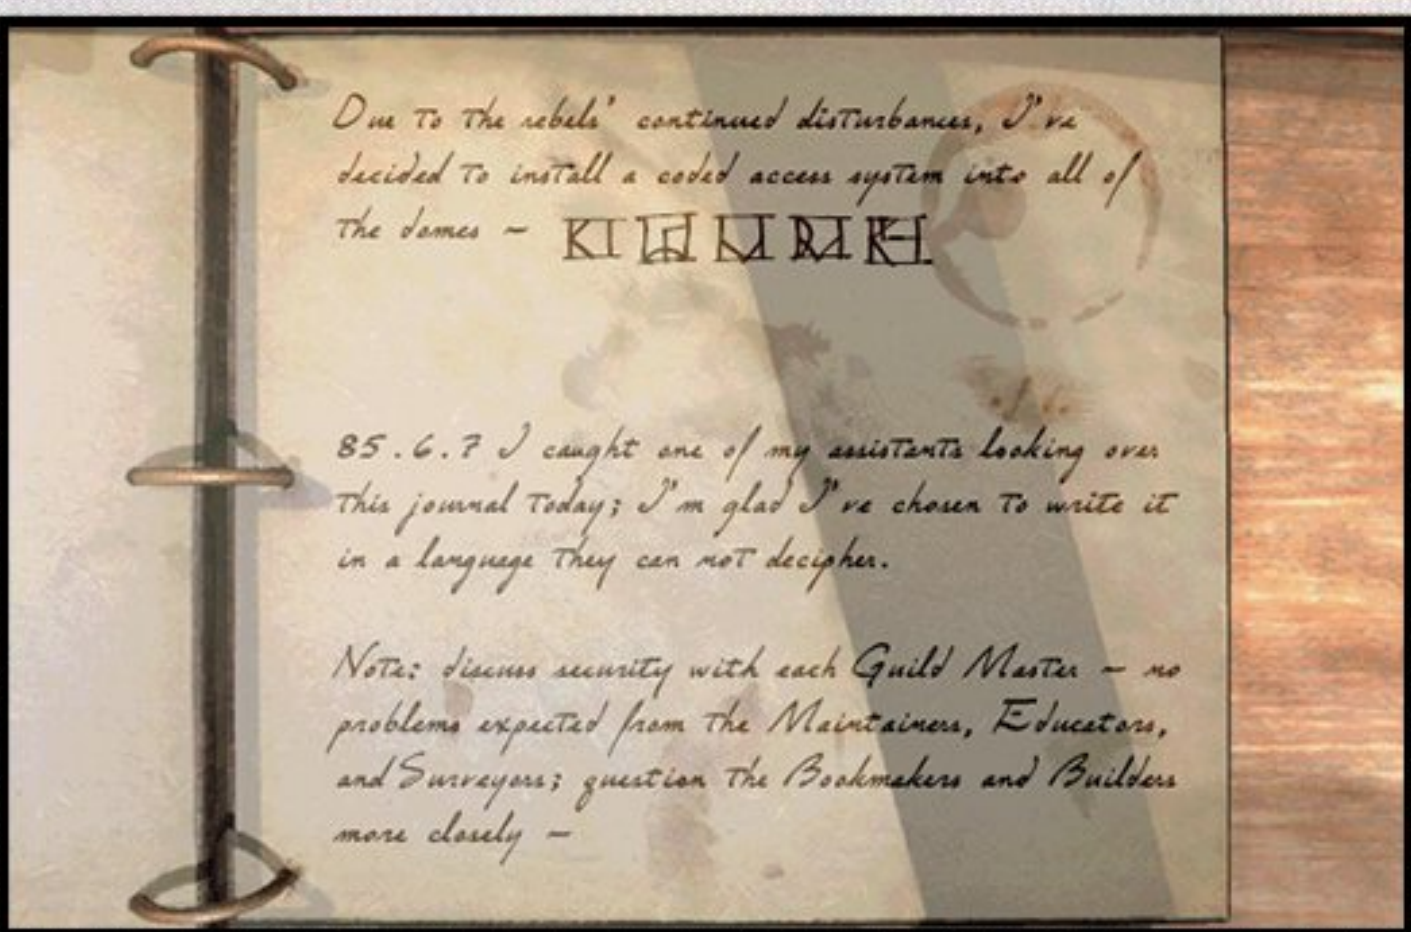 Due to the rebels' continued disturbances, I've
decided to install a coded access system into all of
the domes –
85.6.7 I caught one of my assistants looking over
this journal today; I'm glad I've chosen to write it
in a language they can not decipher.
Note: discuss security with each Guild Master – no
problems expected from the Maintainers, Educators,
and Surveyors; question the Bookmakers and Builders
more closely –